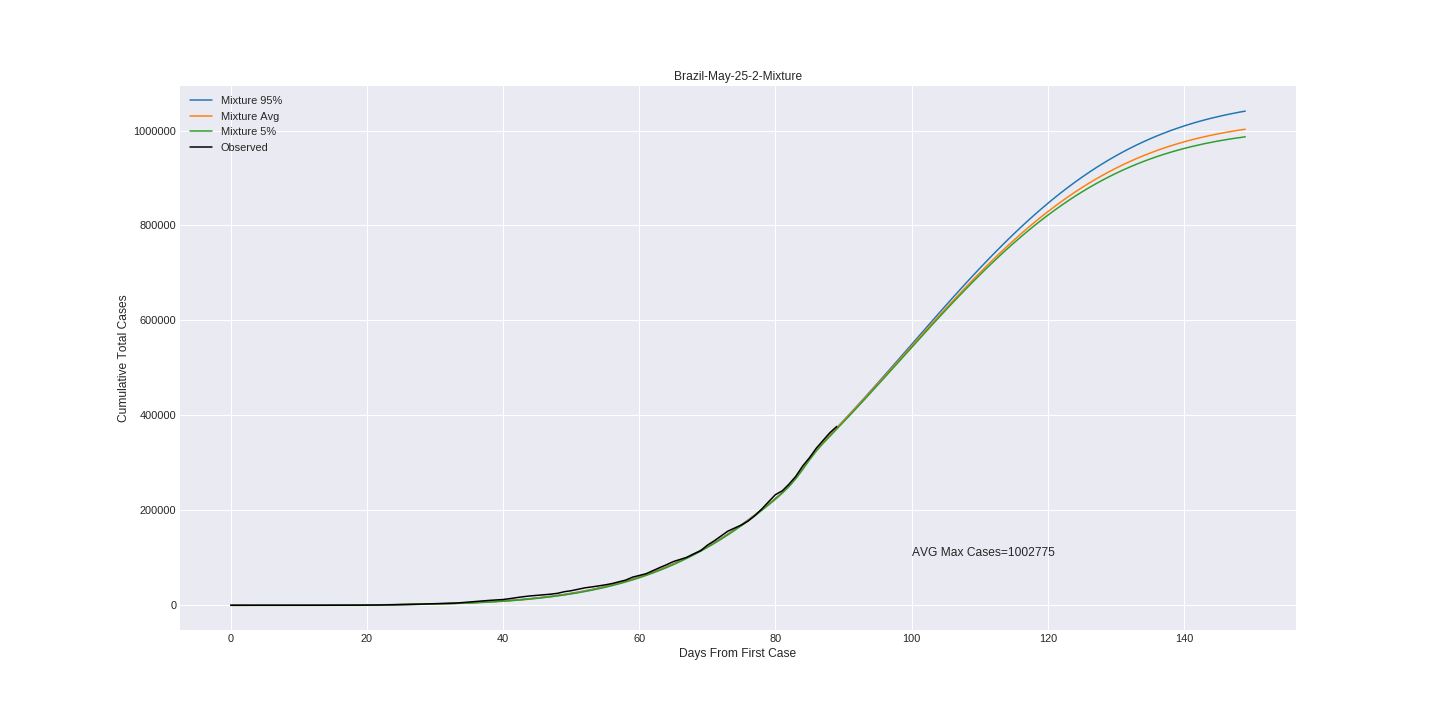 Brazil-May-25-2-Mixture
Mixture 95%
Mixture Avg
Mixture 5%
Observed
1000000
800000
600000
400000
200000
0
Cumulative Total Cases
AVG Max Cases=1002775
0 20 40 60 80 100 120 140
Days From First Case